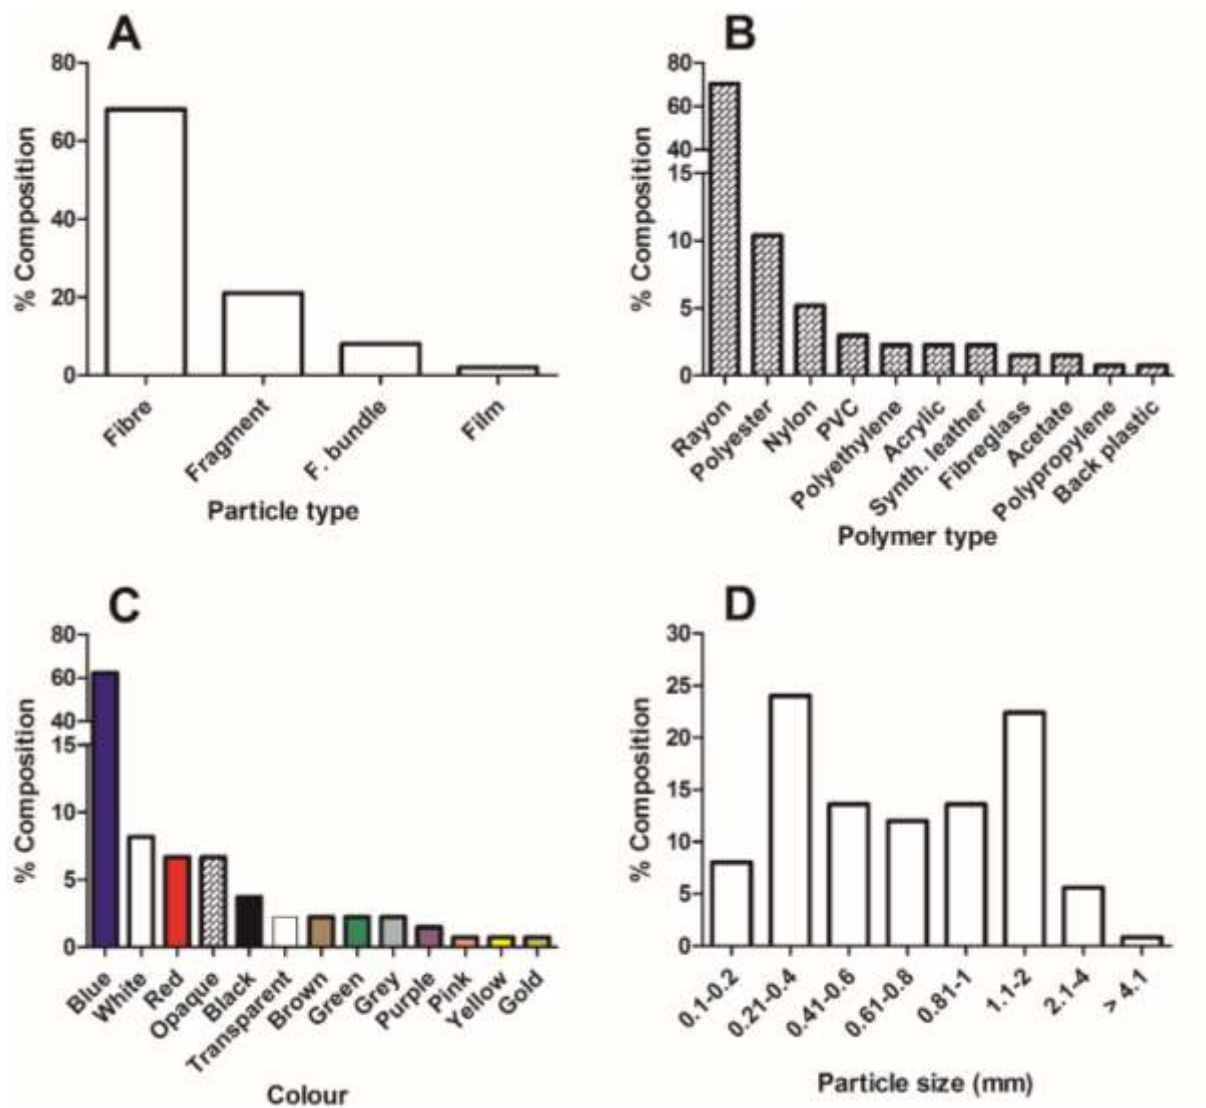 A
80
60
40
20
0
% Composition
Fibre
Fragment
F. bundle
Film
Particle type
B
80
60
40
15
10
5
0
% Composition
Rayon
Polyester
Nylon
PVC
Polyethylene
Acrylic
Synth. leather
Fibreglass
Acetate
Polypropylene
Back plastic
Polymer type
C
80
60
40
15
10
5
0
% Composition
Blue
White
Red
Opaque
Black
Transparent
Brown
Green
Grey
Purple
Pink
Yellow
Gold
Colour
D
30
25
20
15
10
5
0
% Composition
0.1-0.2
0.21-0.4
0.41-0.6
0.61-0.8
0.81-1
1.1-2
2.1-4
> 4.1
Particle size (mm)